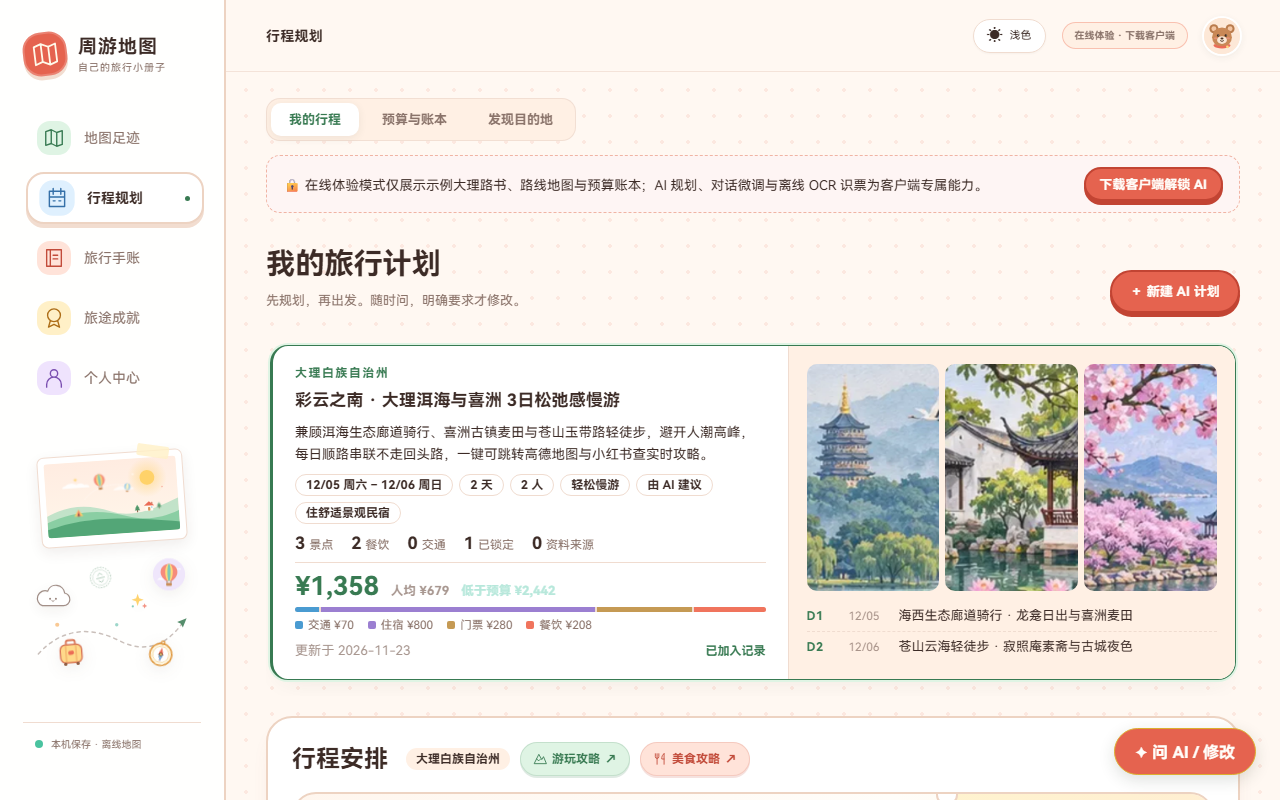 周游地图
自己的旅行小册子
地图足迹
行程规划
旅行手账
旅途成就
个人中心
本机保存 · 离线地图
行程规划
浅色
在线体验 · 下载客户端
我的行程
预算与账本
发现目的地
🔒 在线体验模式仅展示示例大理路书、路线地图与预算账本；AI 规划、对话微调与离线 OCR 识票为客户端专属能力。
下载客户端解锁 AI
我的旅行计划
先规划，再出发。随时问，明确要求才修改。
+ 新建 AI 计划
大理白族自治州
彩云之南 · 大理洱海与喜洲 3日松弛感慢游
兼顾洱海生态廊道骑行、喜洲古镇麦田与苍山玉带路轻徒步，避开人潮高峰，
每日顺路串联不走回头路，一键可跳转高德地图与小红书查实时攻略。
12/05 周六 – 12/06 周日
2 天
2 人
轻松慢游
由 AI 建议
住舒适景观民宿
3 景点
2 餐饮
0 交通
1 已锁定
0 资料来源
¥1,358 人均 ¥679 低于预算 ¥2,442
交通 ¥70
住宿 ¥800
门票 ¥280
餐饮 ¥208
更新于 2026-11-23
已加入记录
D1 12/05 海西生态廊道骑行 · 龙龛日出与喜洲麦田
D2 12/06 苍山云海轻徒步 · 寂照庵素斋与古城夜色
行程安排
大理白族自治州
游玩攻略 ↗
美食攻略 ↗
✦ 问 AI / 修改